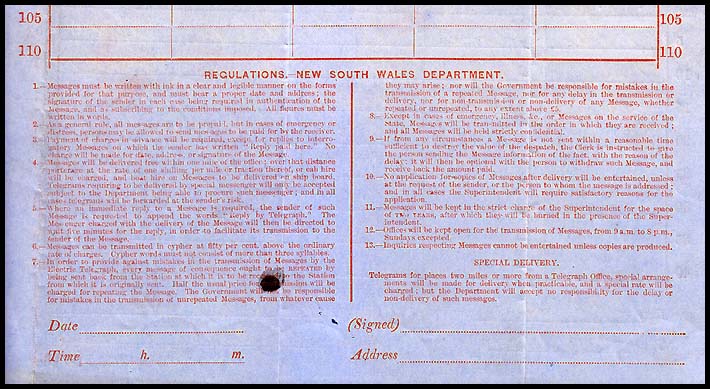 105 105
110 110
REGULATIONS. NEW SOUTH WALES DEPARTMENT.
1.—Messages must be written with ink in a clear and legible manner on the forms
provided for that purpose, and must bear a proper date and address; the
signature of the sender in each case being required in authentication of the
Message, and as subscribing to the conditions imposed. All figures must be
written in words.
2.—As a general rule, all messages are to be prepaid, but in cases of emergency or
distress, persons may be allowed to send messages to be paid for by the receiver.
3.—Payment of charges in advance will be required, except for replies to interro-
gatory Messages on which the sender has written "Reply paid here." No
charge will be made for date, address, or signature of the Message.
4.—Messages will be delivered free within one mile of the office; over that distance
porterage at the rate of one shilling per mile or fraction thereof, or cab hire
will be charged, and boat hire on Messages to be delivered on ship board.
Telegrams requiring to be delivered by special messenger will only be accepted
subject to the Department being able to procure such messenger; and in all
cases telegrams will be forwarded at the sender's risk.
5.—Where an immediate reply to a Message is required, the sender of such
Message is requested to append the words "Reply by Telegraph." The
Messenger charged with the delivery of the Message will then be directed to
wait five minutes for the reply, in order to facilitate its transmission to the
sender of the Message.
6.—Messages can be transmitted in cypher at fifty per cent. above the ordinary
rate of charges. Cypher words must not consist of more than three syllables.
7.—In order to provide against mistakes in the transmission of Messages by the
Electric Telegraph, every message of consequence ought to be REPEATED by
being sent back from the Station at which it is to be received to the Station
from which it is originally sent. Half the usual price for transmission will be
charged for repeating the Message. The Government will not be responsible
for mistakes in the transmission of unrepeated Messages, from whatever cause
they may arise; nor will the Government be responsible for mistakes in the
transmission of a repeated Message, nor for any delay in the transmission or
delivery, nor for non-transmission or non-delivery of any Message, whether
repeated or unrepeated, to any extent above £5.
8.—Except in cases of emergency, illness, &c., or Messages on the service of the
State, Messages will be transmitted in the order in which they are received;
and all Messages will be held strictly confidential.
9.—If from any circumstances a Message is not sent within a reasonable time
sufficient to destroy the value of the despatch, the Clerk is instructed to give
the person sending the Message information of the fact, with the reason of the
delay; it will then be optional with the person to withdraw such Message, and
receive back the amount paid.
10.—No application for copies of Messages after delivery will be entertained, unless
at the request of the sender, or the person to whom the message is addressed;
and in all cases the Superintendent will require satisfactory reasons for the
application.
11.—Messages will be kept in the strict charge of the Superintendent for the space
of TWO YEARS, after which they will be burned in the presence of the Super-
intendent.
12.—Offices will be kept open for the transmission of Messages, from 9 a.m. to 8 p.m.,
Sundays excepted.
13.—Inquiries respecting Messages cannot be entertained unless copies are produced.
SPECIAL DELIVERY.
Telegrams for places two miles or more from a Telegraph Office, special arrange-
ments will be made for delivery when practicable, and a special rate will be
charged; but the Department will accept no responsibility for the delay or
non-delivery of such messages.
Date (Signed)
Time h. m. Address